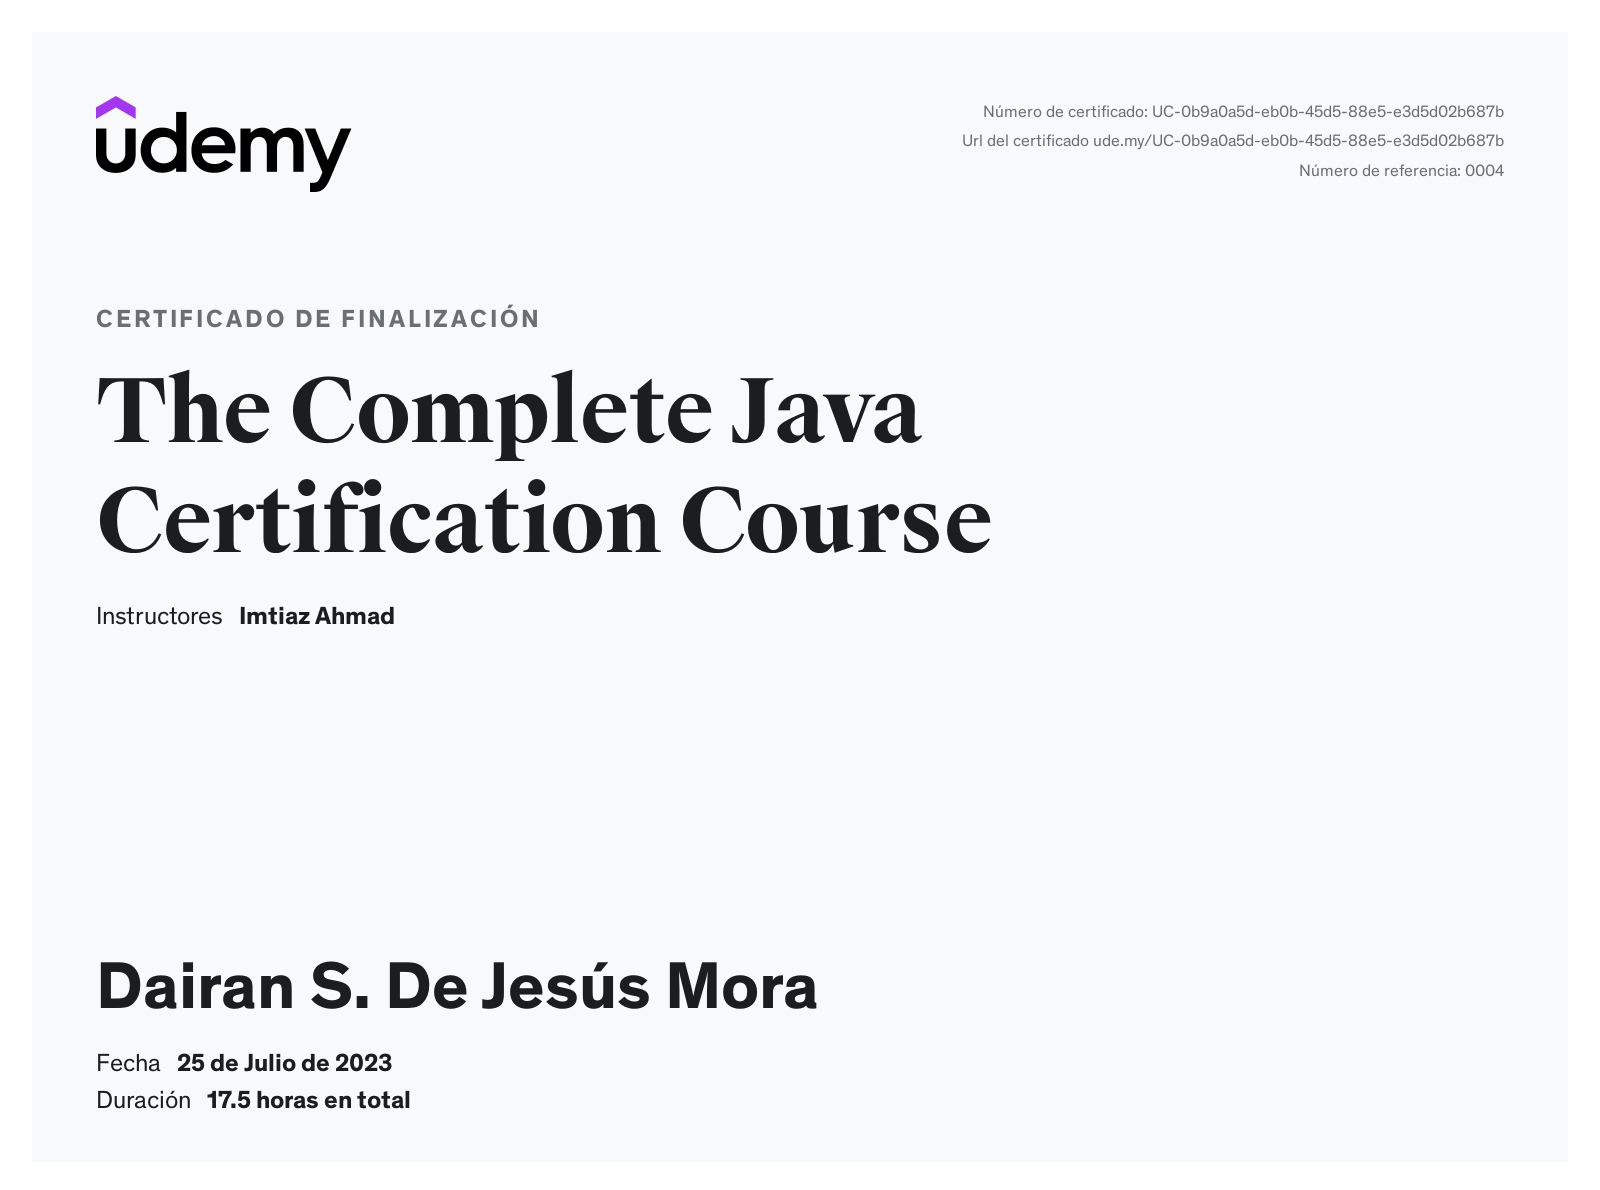 udemy
Número de certificado: UC-0b9a0a5d-eb0b-45d5-88e5-e3d5d02b687b
Url del certificado ude.my/UC-0b9a0a5d-eb0b-45d5-88e5-e3d5d02b687b
Número de referencia: 0004
CERTIFICADO DE FINALIZACIÓN
The Complete Java
Certification Course
Instructores Imtiaz Ahmad
Dairan S. De Jesús Mora
Fecha 25 de Julio de 2023
Duración 17.5 horas en total